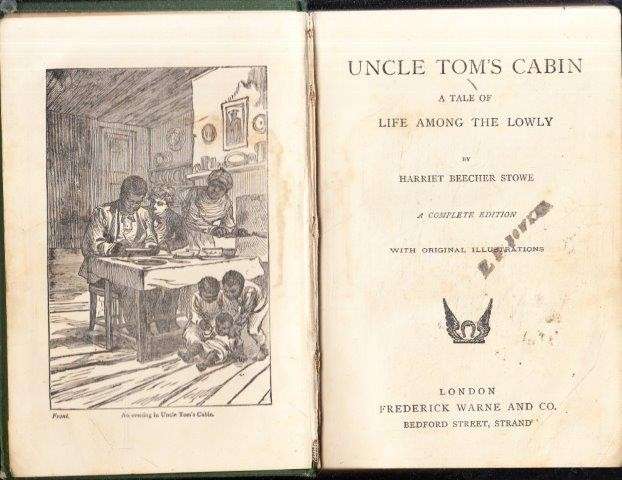 Front.
An evening in Uncle Tom's Cabin.
UNCLE TOM'S CABIN
A TALE OF
LIFE AMONG THE LOWLY
BY
HARRIET BEECHER STOWE
A COMPLETE EDITION
WITH ORIGINAL ILLUSTRATIONS
LONDON
FREDERICK WARNE AND CO.
BEDFORD STREET, STRAND